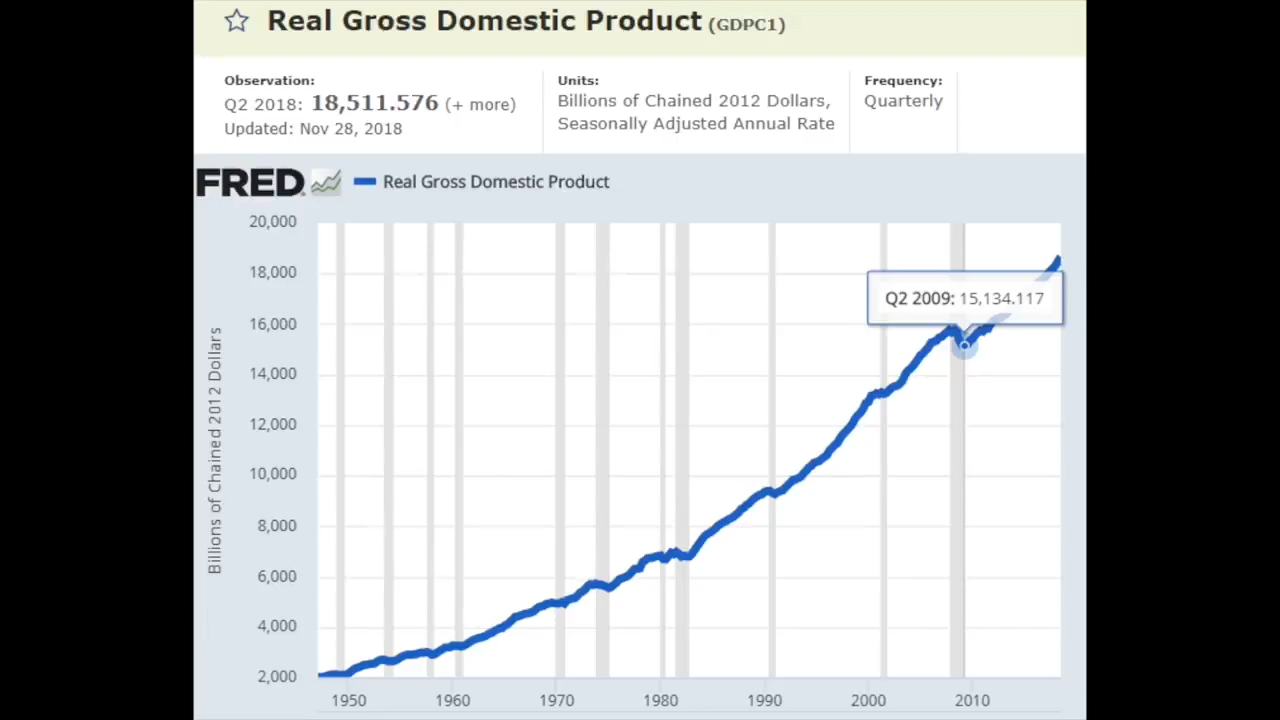 Real Gross Domestic Product (GDPC1)
Observation:
Q2 2018: 18,511.576 (+ more)
Updated: Nov 28, 2018
Units:
Billions of Chained 2012 Dollars,
Seasonally Adjusted Annual Rate
Frequency:
Quarterly
FRED
Real Gross Domestic Product
Billions of Chained 2012 Dollars
20,000
18,000
16,000
14,000
12,000
10,000
8,000
6,000
4,000
2,000
Q2 2009: 15,134.117
1950 1960 1970 1980 1990 2000 2010